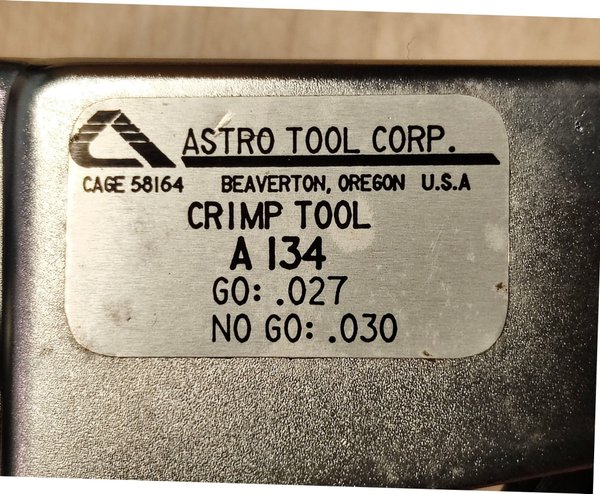 ASTRO TOOL CORP.
CAGE 58164 BEAVERTON, OREGON U.S.A
CRIMP TOOL
A 134
GO: .027
NO GO: .030